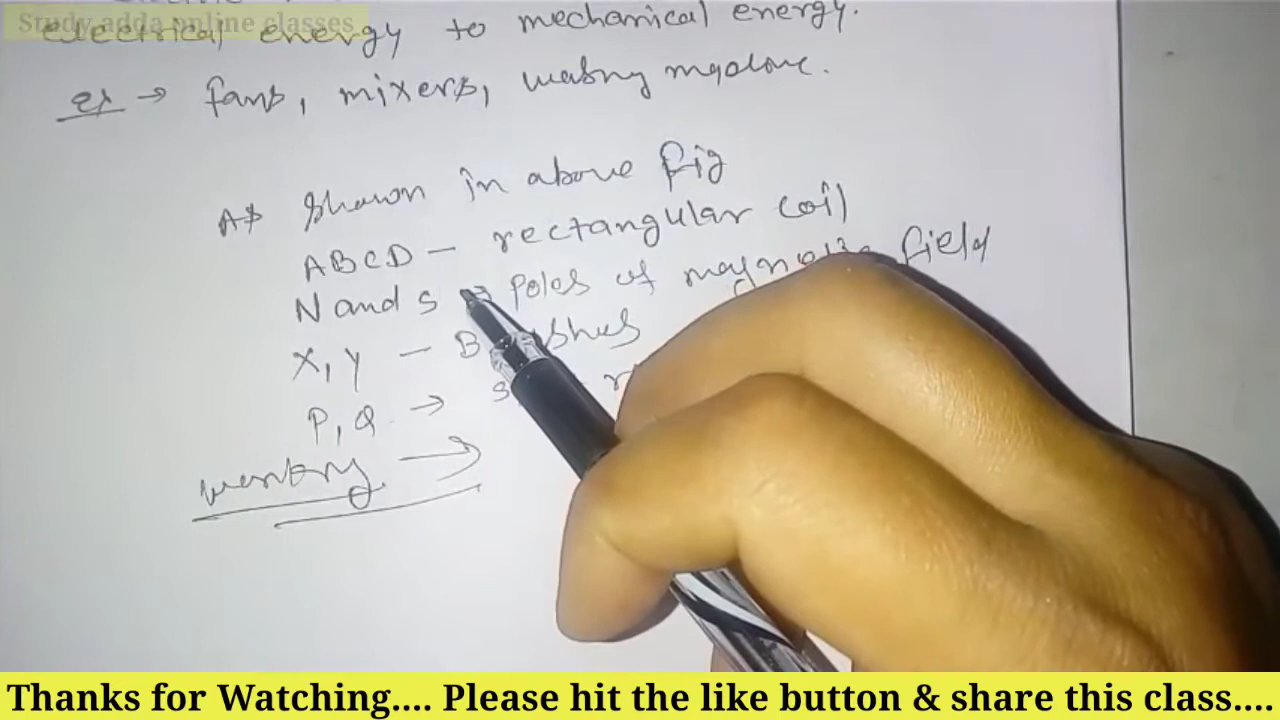 Study adda online classes
electrical energy to mechanical energy.
ex → fans, mixers, washing machine.
As shown in above fig
ABCD - rectangular coil
N and S → poles of magnetic field
X, Y - Brushes
P, Q →
working →
Thanks for Watching.... Please hit the like button & share this class....